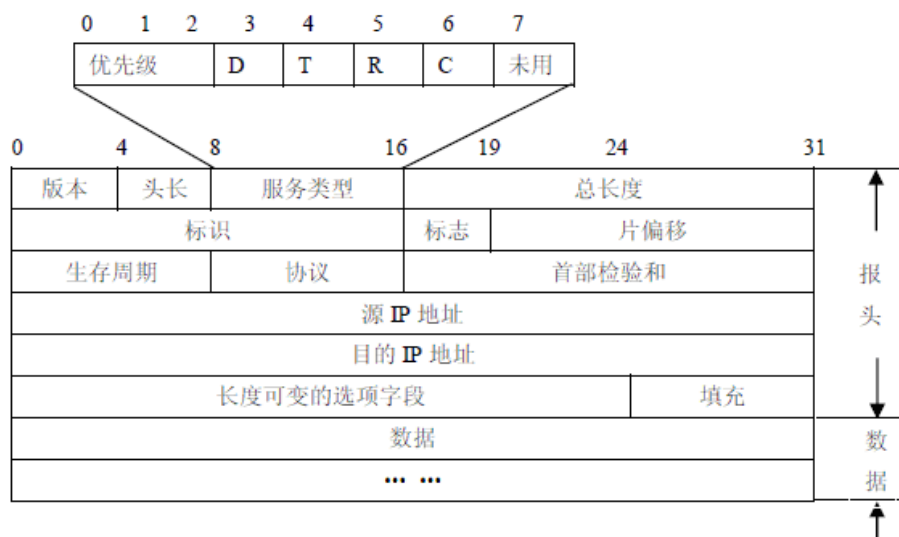 0 1 2 3 4 5 6 7
优先级 D T R C 未用
0 4 8 16 19 24 31
版本 头长 服务类型 总长度
标识 标志 片偏移
生存周期 协议 首部检验和
报
源 IP 地址
头
目的 IP 地址
长度可变的选项字段 填充
数据
数
... ...
据